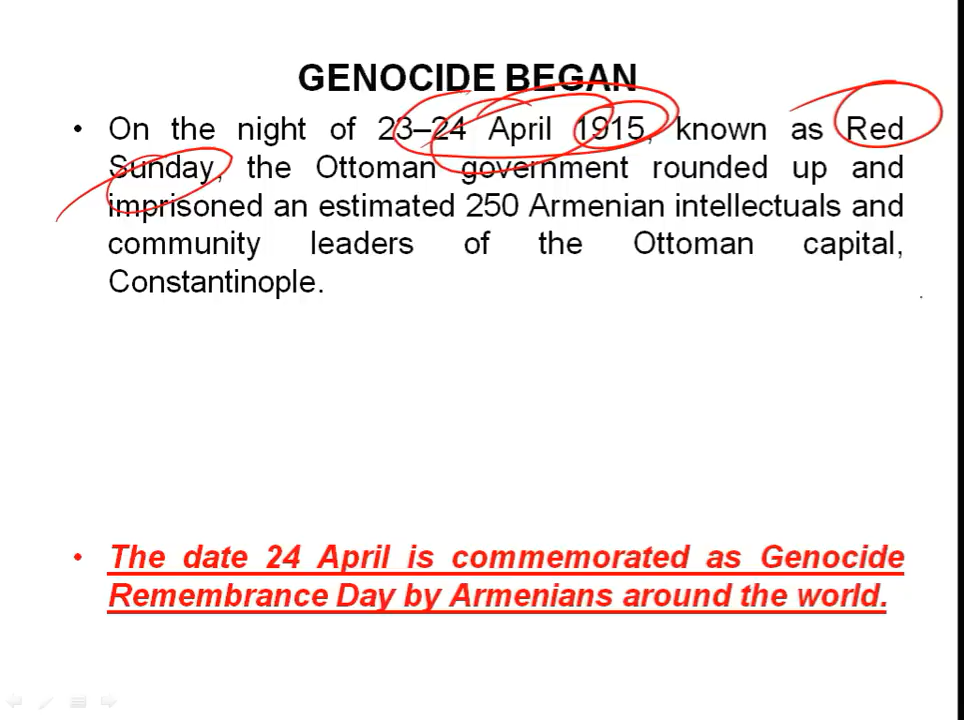 GENOCIDE BEGAN
• On the night of 23–24 April 1915, known as Red
Sunday, the Ottoman government rounded up and
imprisoned an estimated 250 Armenian intellectuals and
community leaders of the Ottoman capital,
Constantinople.
• The date 24 April is commemorated as Genocide
Remembrance Day by Armenians around the world.